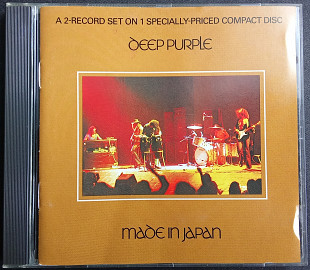 A 2-RECORD SET ON 1 SPECIALLY-PRICED COMPACT DISC
DEEP PURPLE
MADE IN JAPAN